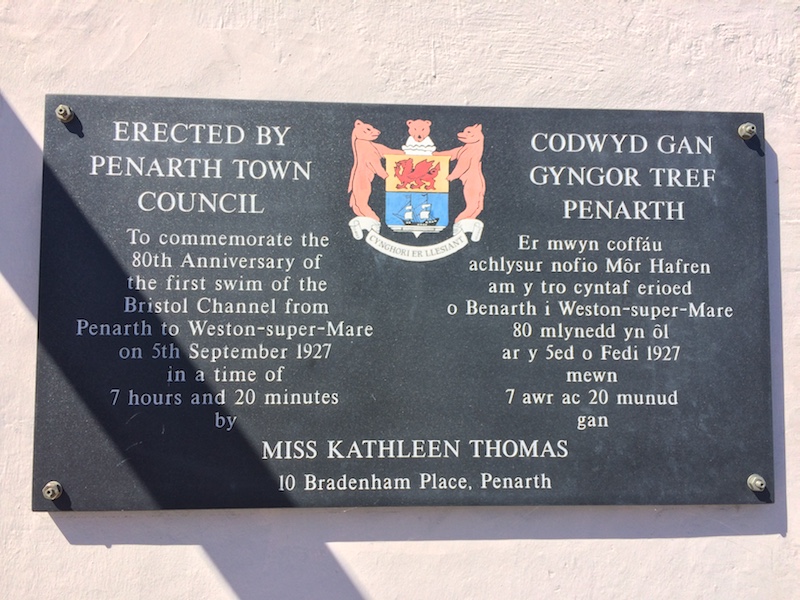 ERECTED BY
PENARTH TOWN
COUNCIL
To commemorate the
80th Anniversary of
the first swim of the
Bristol Channel from
Penarth to Weston-super-Mare
on 5th September 1927
in a time of
7 hours and 20 minutes
by
CYNGHORI ER LLESIANT
CODWYD GAN
GYNGOR TREF
PENARTH
Er mwyn coffáu
achlysur nofio Môr Hafren
am y tro cyntaf erioed
o Benarth i Weston-super-Mare
80 mlynedd yn ôl
ar y 5ed o Fedi 1927
mewn
7 awr ac 20 munud
gan
MISS KATHLEEN THOMAS
10 Bradenham Place, Penarth